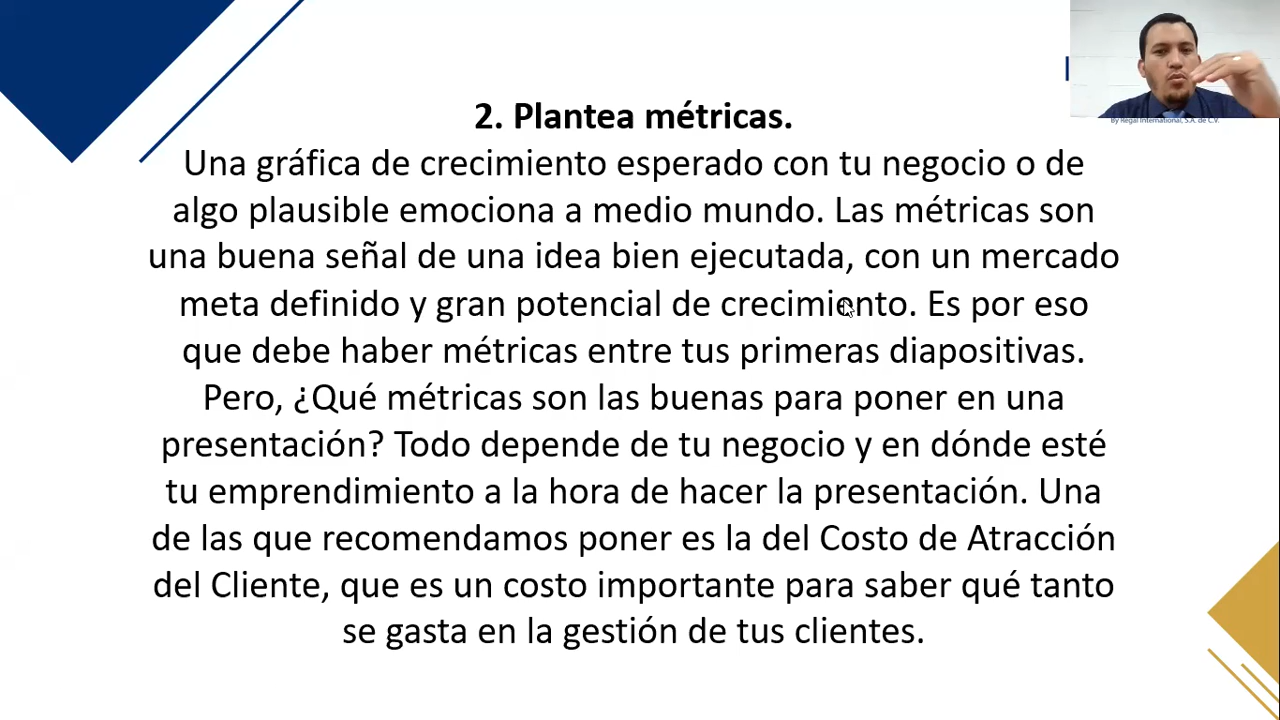 By Regal International, S.A. de C.V.
2. Plantea métricas.
Una gráfica de crecimiento esperado con tu negocio o de
algo plausible emociona a medio mundo. Las métricas son
una buena señal de una idea bien ejecutada, con un mercado
meta definido y gran potencial de crecimiento. Es por eso
que debe haber métricas entre tus primeras diapositivas.
Pero, ¿Qué métricas son las buenas para poner en una
presentación? Todo depende de tu negocio y en dónde esté
tu emprendimiento a la hora de hacer la presentación. Una
de las que recomendamos poner es la del Costo de Atracción
del Cliente, que es un costo importante para saber qué tanto
se gasta en la gestión de tus clientes.